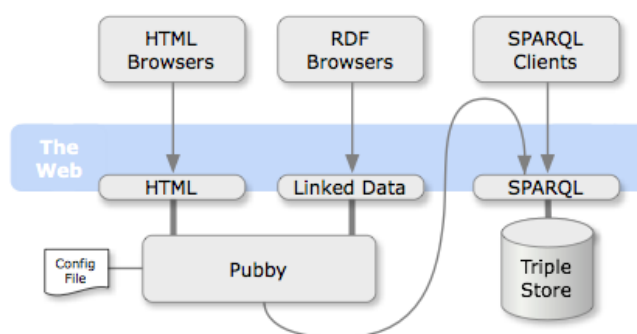 HTML
Browsers
RDF
Browsers
SPARQL
Clients
The
Web
HTML
Linked Data
SPARQL
Config
File
Pubby
Triple
Store